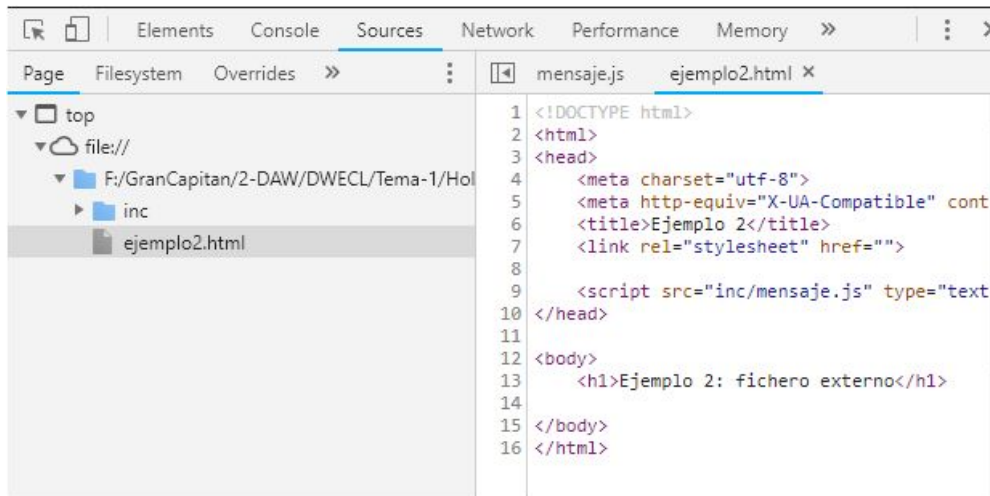 Elements Console Sources Network Performance Memory »
Page Filesystem Overrides »
mensaje.js ejemplo2.html ×
top
file://
F:/GranCapitan/2-DAW/DWECL/Tema-1/Hol
inc
ejemplo2.html
1 <!DOCTYPE html>
2 <html>
3 <head>
4 <meta charset="utf-8">
5 <meta http-equiv="X-UA-Compatible" cont
6 <title>Ejemplo 2</title>
7 <link rel="stylesheet" href="">
8
9 <script src="inc/mensaje.js" type="text
10 </head>
11
12 <body>
13 <h1>Ejemplo 2: fichero externo</h1>
14
15 </body>
16 </html>